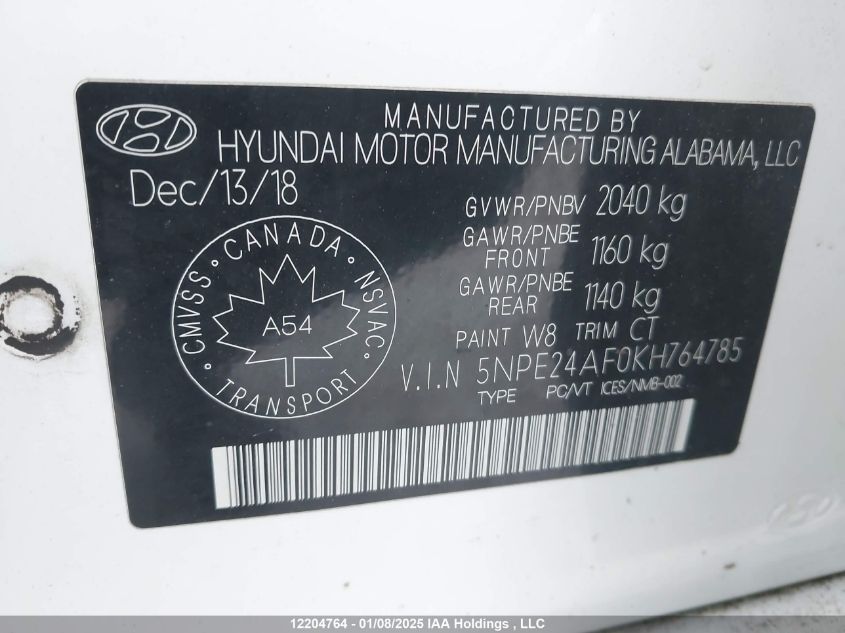 MANUFACTURED BY
HYUNDAI MOTOR MANUFACTURING ALABAMA, LLC
Dec/13/18
GVWR/PNBV 2040 kg
GAWR/PNBE FRONT 1160 kg
GAWR/PNBE REAR 1140 kg
PAINT W8 TRIM CT
V.I.N 5NPE24AF0KH764785
TYPE PC/VT ICES/NMB-002
CANADA
CMVSS NSVAC
A54
TRANSPORT
12204764 - 01/08/2025 IAA Holdings , LLC